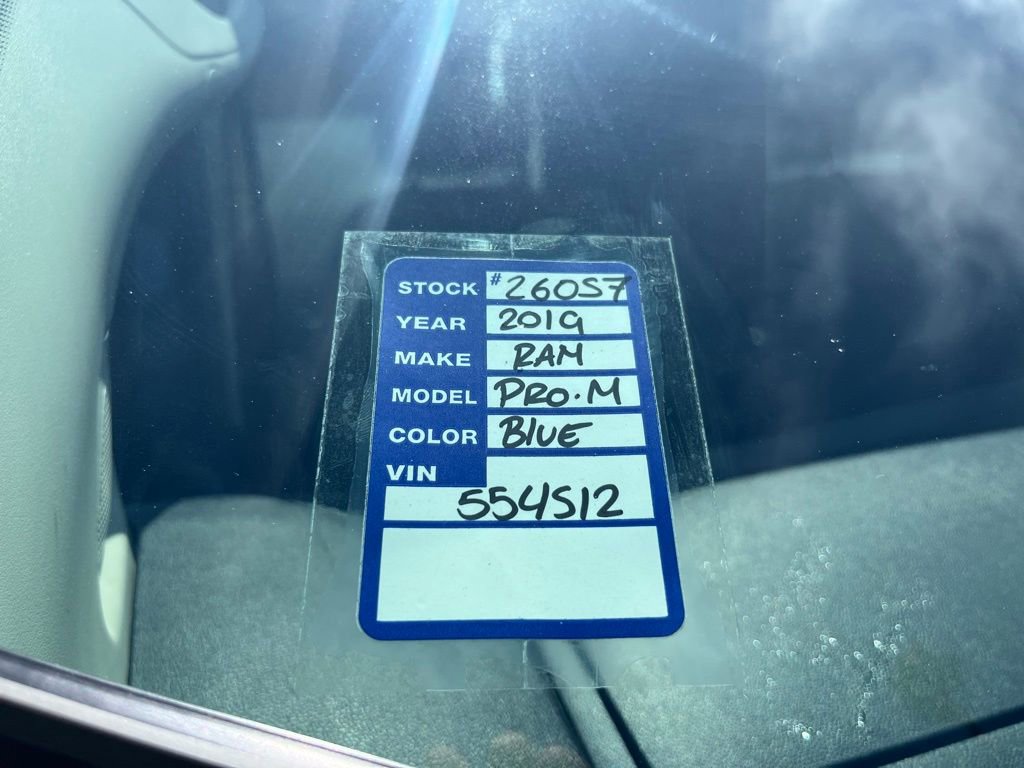 STOCK #26057
YEAR 2019
MAKE RAM
MODEL PRO.M
COLOR BLUE
VIN
554512